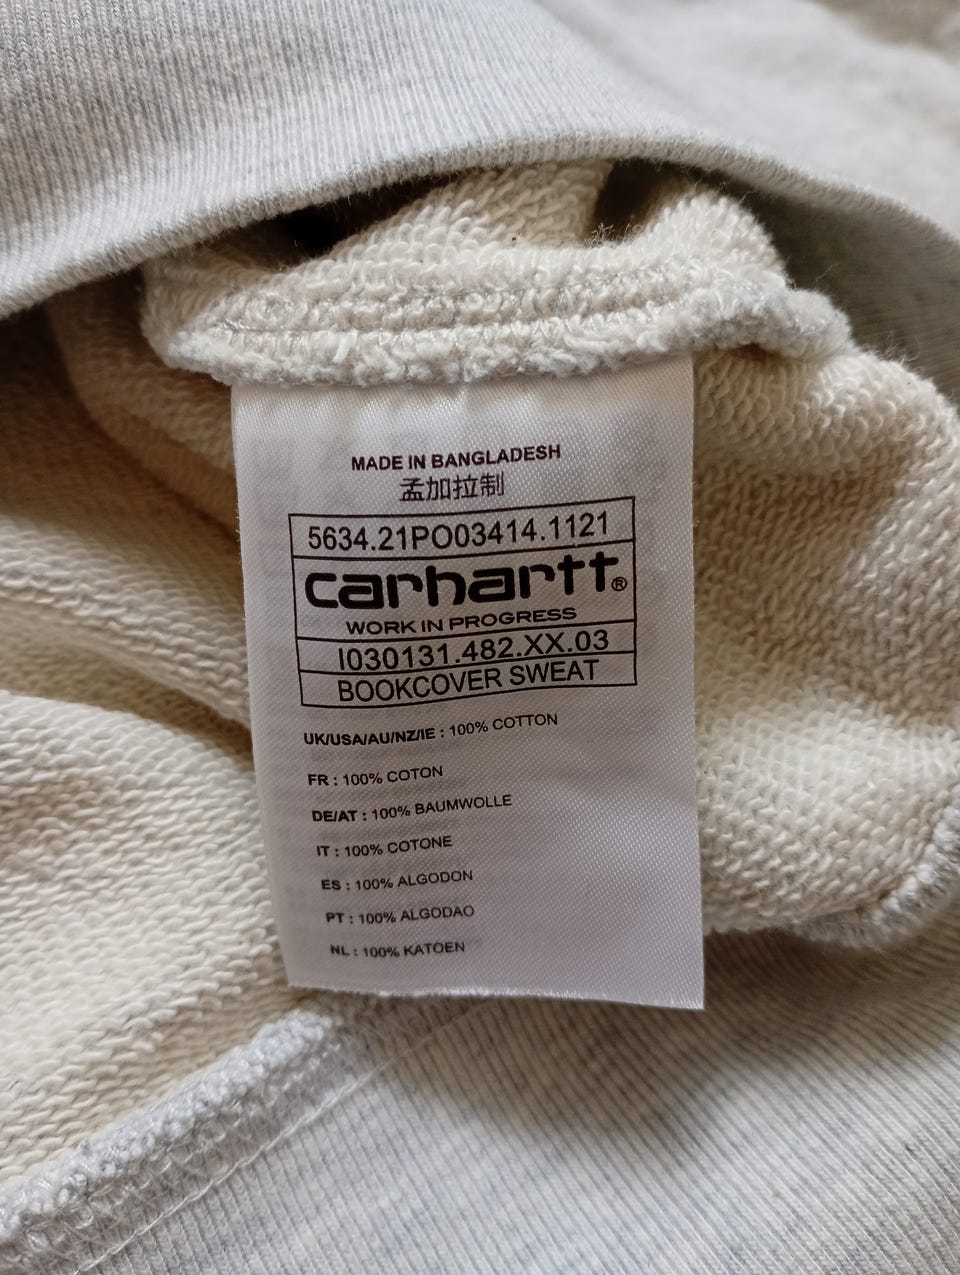 MADE IN BANGLADESH
孟加拉制
5634.21PO03414.1121
carhartt®
WORK IN PROGRESS
I030131.482.XX.03
BOOKCOVER SWEAT
UK/USA/AU/NZ/IE : 100% COTTON
FR : 100% COTON
DE/AT : 100% BAUMWOLLE
IT : 100% COTONE
ES : 100% ALGODON
PT : 100% ALGODAO
NL : 100% KATOEN